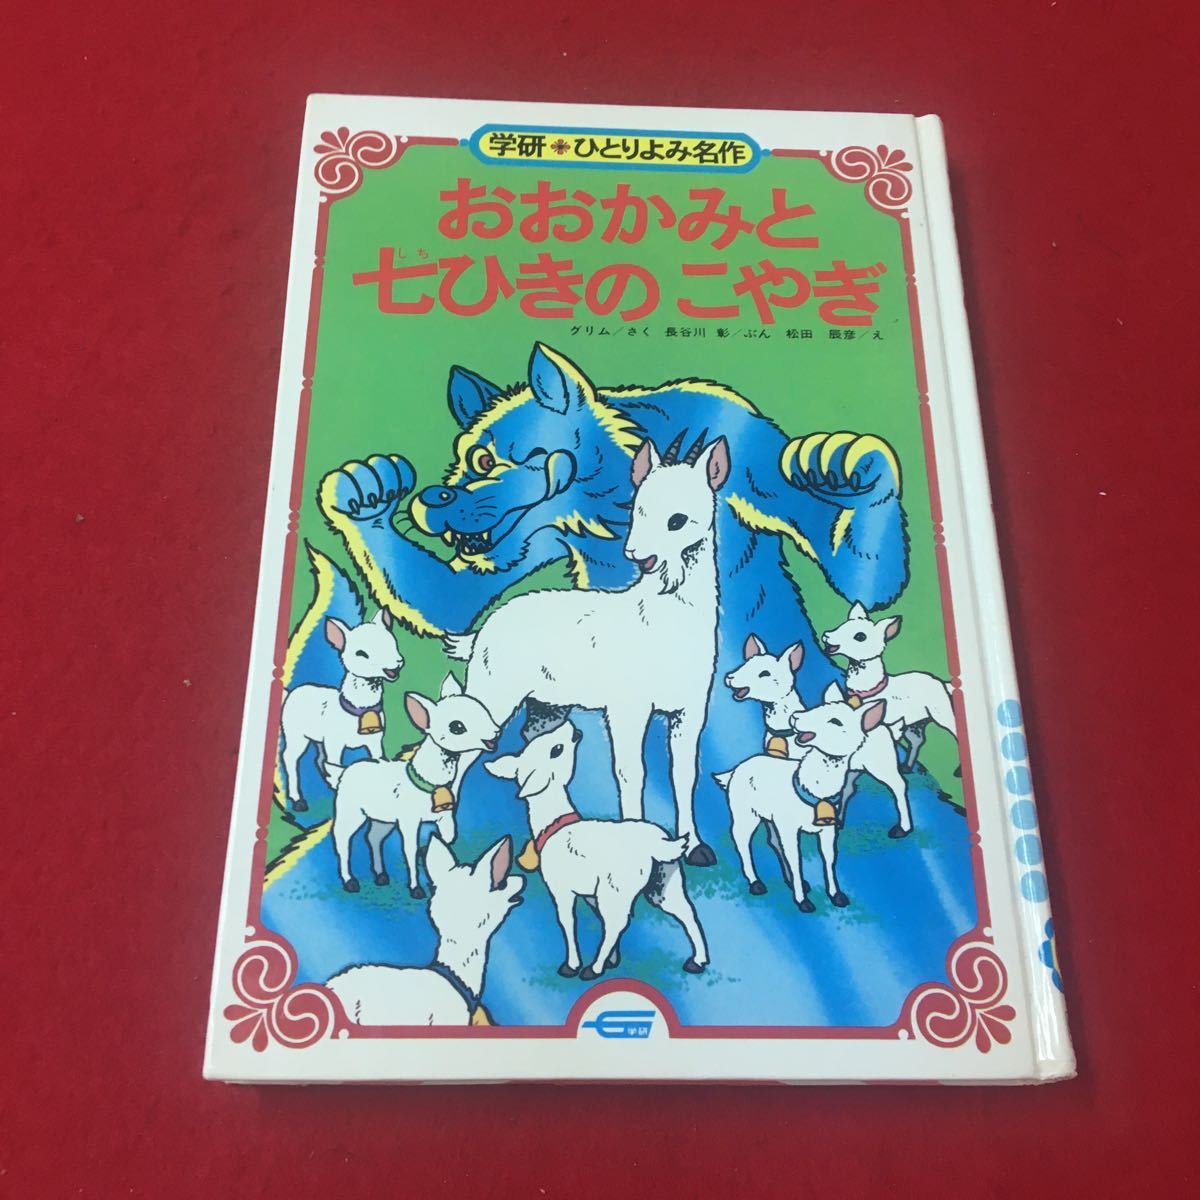 学研 ひとりよみ名作
おおかみと
しち
七ひきのこやぎ
グリム/さく 長谷川 彰/ぶん 松田 辰彦/え
学研